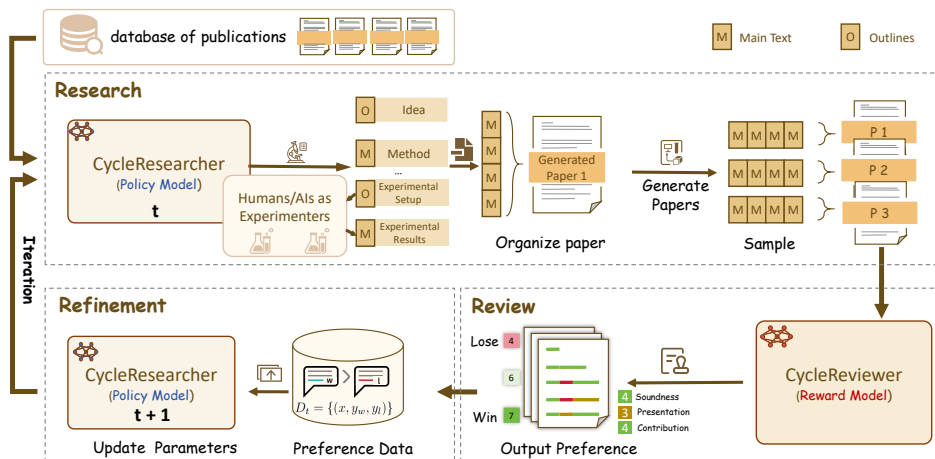 database of publications
M Main Text
O Outlines
Research
CycleResearcher
(Policy Model)
t
Humans/AIs as
Experimenters
O Idea
M Method
...
O Experimental
Setup
M Experimental
Results
M
M
M
M
Generated
Paper 1
Organize paper
Generate
Papers
M M M M
M M M M
M M M M
Sample
P 1
P 2
P 3
Iteration
Refinement
CycleResearcher
(Policy Model)
t + 1
Update Parameters
w > l
D_t = {(x, y_w, y_l)}
Preference Data
Review
Lose 4
6
Win 7
Output Preference
4 Soundness
3 Presentation
4 Contribution
CycleReviewer
(Reward Model)